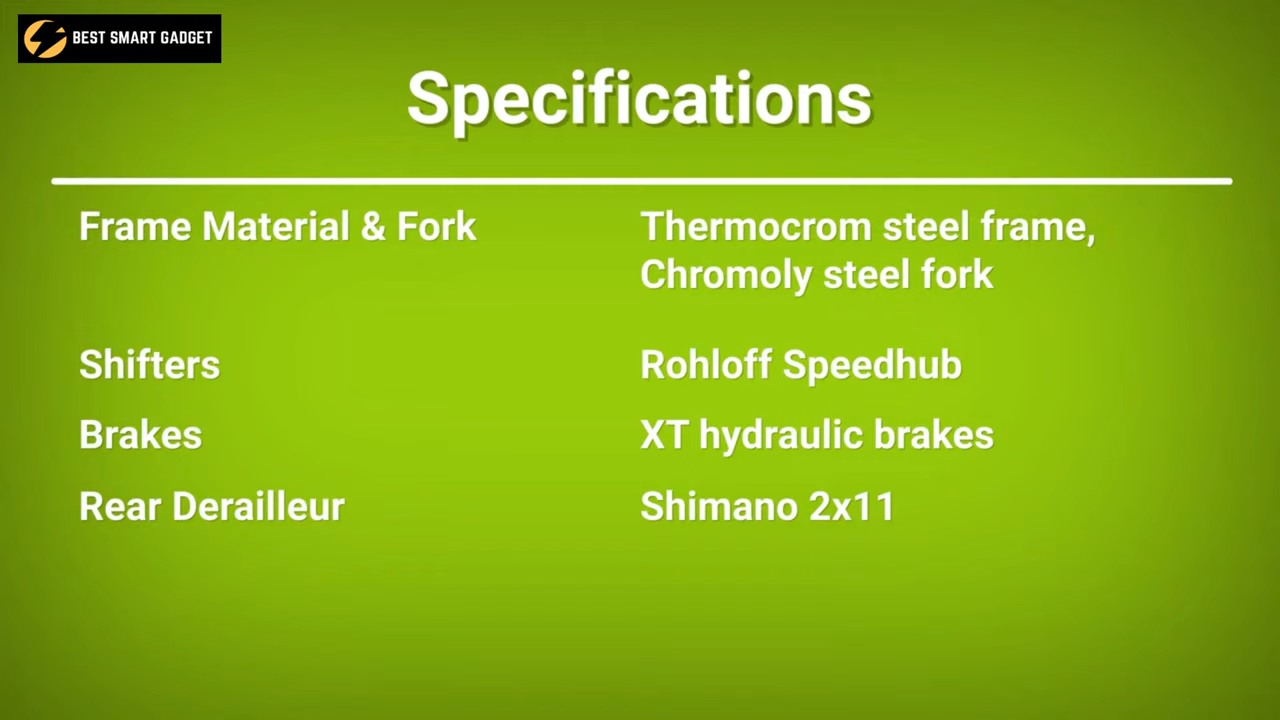 BEST SMART GADGET
Specifications
Frame Material & Fork
Thermocrom steel frame,
Chromoly steel fork
Shifters
Rohloff Speedhub
Brakes
XT hydraulic brakes
Rear Derailleur
Shimano 2x11